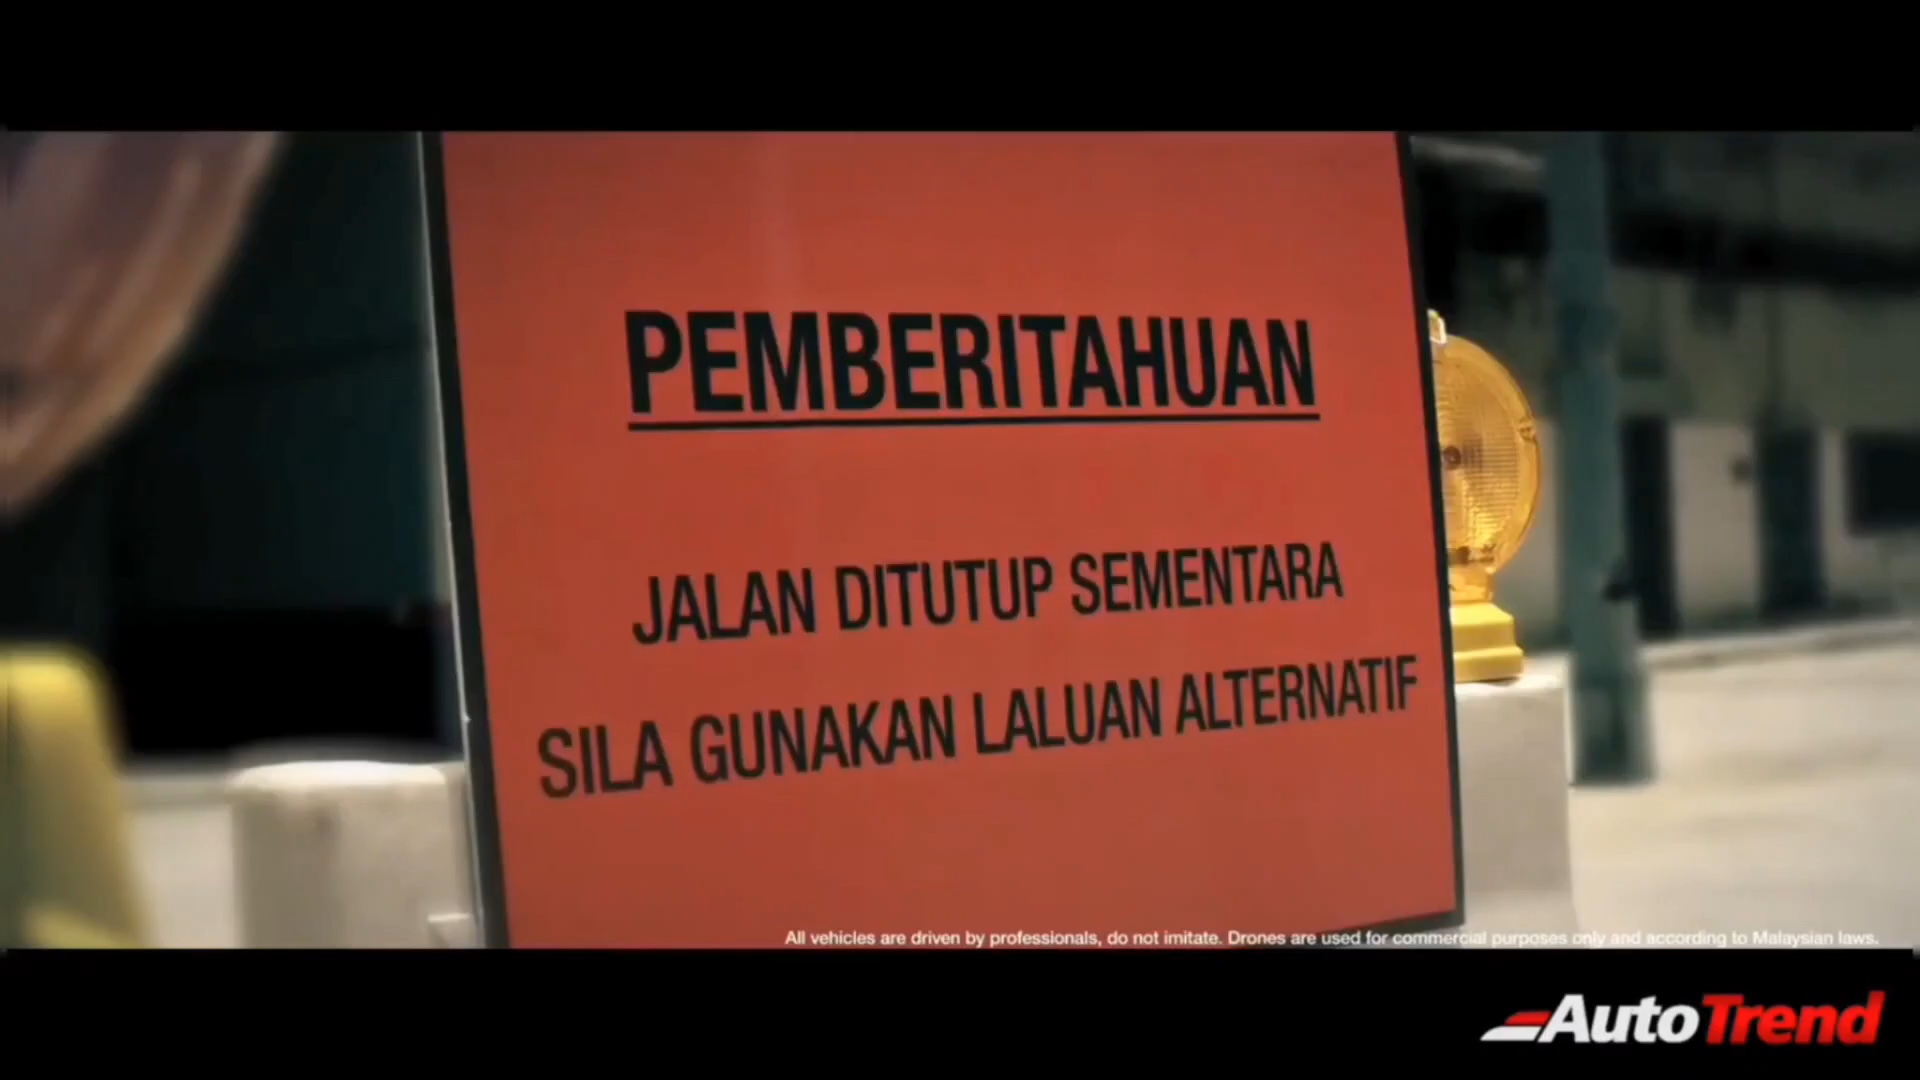 PEMBERITAHUAN
JALAN DITUTUP SEMENTARA
SILA GUNAKAN LALUAN ALTERNATIF
All vehicles are driven by professionals, do not imitate. Drones are used for commercial purposes only and according to Malaysian laws.
AutoTrend